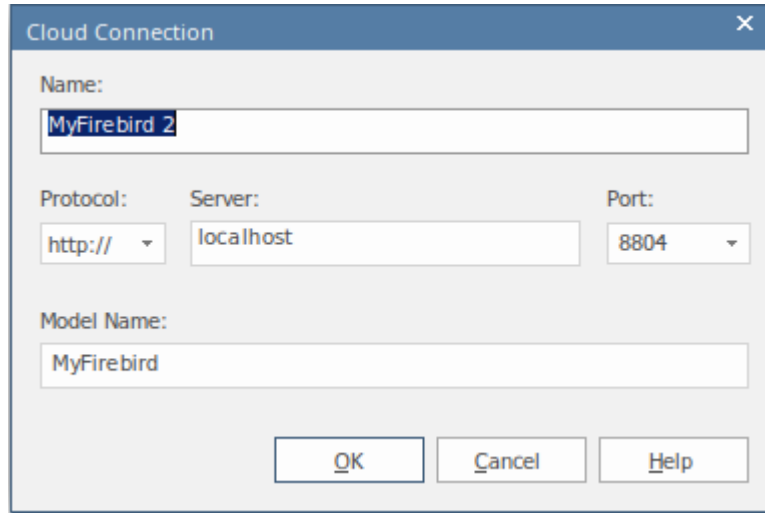 Cloud Connection
Name:
MyFirebird 2
Protocol: Server: Port:
http:// localhost 8804
Model Name:
MyFirebird
OK Cancel Help